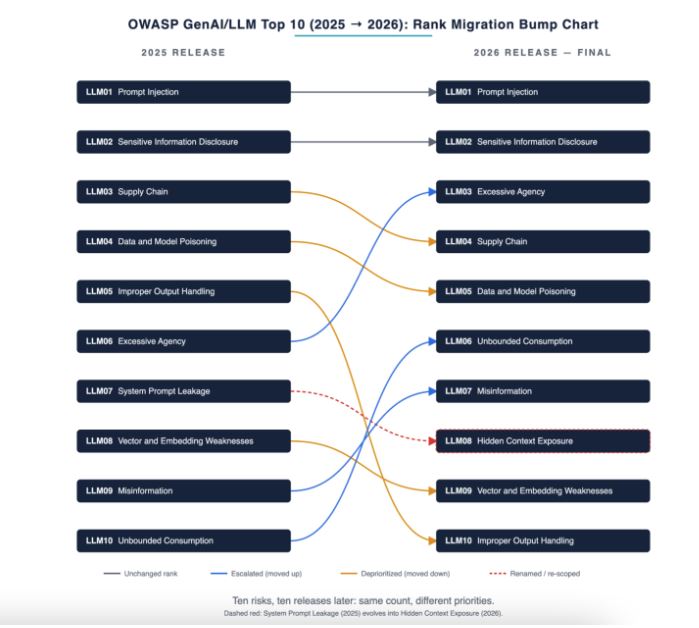 OWASP GenAI/LLM Top 10 (2025 → 2026): Rank Migration Bump Chart
2025 RELEASE
2026 RELEASE — FINAL
LLM01 Prompt Injection
LLM01 Prompt Injection
LLM02 Sensitive Information Disclosure
LLM02 Sensitive Information Disclosure
LLM03 Supply Chain
LLM03 Excessive Agency
LLM04 Data and Model Poisoning
LLM04 Supply Chain
LLM05 Improper Output Handling
LLM05 Data and Model Poisoning
LLM06 Excessive Agency
LLM06 Unbounded Consumption
LLM07 System Prompt Leakage
LLM07 Misinformation
LLM08 Vector and Embedding Weaknesses
LLM08 Hidden Context Exposure
LLM09 Misinformation
LLM09 Vector and Embedding Weaknesses
LLM10 Unbounded Consumption
LLM10 Improper Output Handling
Unchanged rank
Escalated (moved up)
Deprioritized (moved down)
Renamed / re-scoped
Ten risks, ten releases later: same count, different priorities.
Dashed red: System Prompt Leakage (2025) evolves into Hidden Context Exposure (2026).